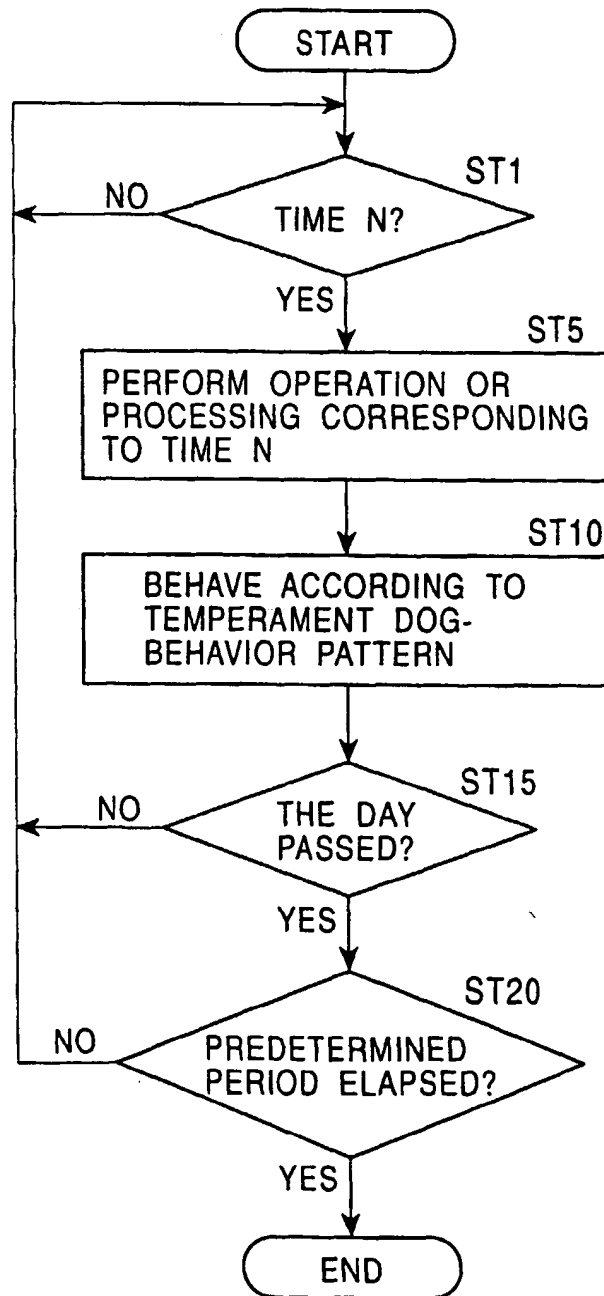 START
ST1
NO
TIME N?
YES
ST5
PERFORM OPERATION OR
PROCESSING CORRESPONDING
TO TIME N
ST10
BEHAVE ACCORDING TO
TEMPERAMENT DOG-
BEHAVIOR PATTERN
ST15
NO
THE DAY
PASSED?
YES
ST20
NO
PREDETERMINED
PERIOD ELAPSED?
YES
END